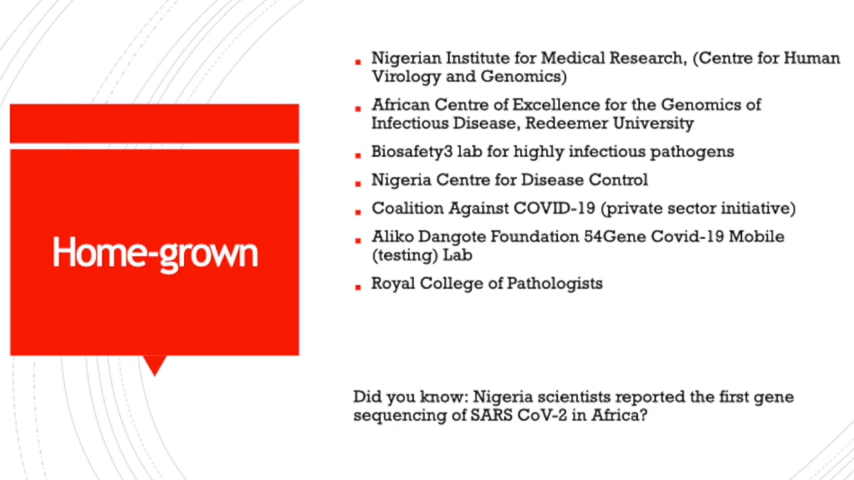 Home-grown
Nigerian Institute for Medical Research, (Centre for Human
Virology and Genomics)
African Centre of Excellence for the Genomics of
Infectious Disease, Redeemer University
Biosafety3 lab for highly infectious pathogens
Nigeria Centre for Disease Control
Coalition Against COVID-19 (private sector initiative)
Aliko Dangote Foundation 54Gene Covid-19 Mobile
(testing) Lab
Royal College of Pathologists
Did you know: Nigeria scientists reported the first gene
sequencing of SARS CoV-2 in Africa?